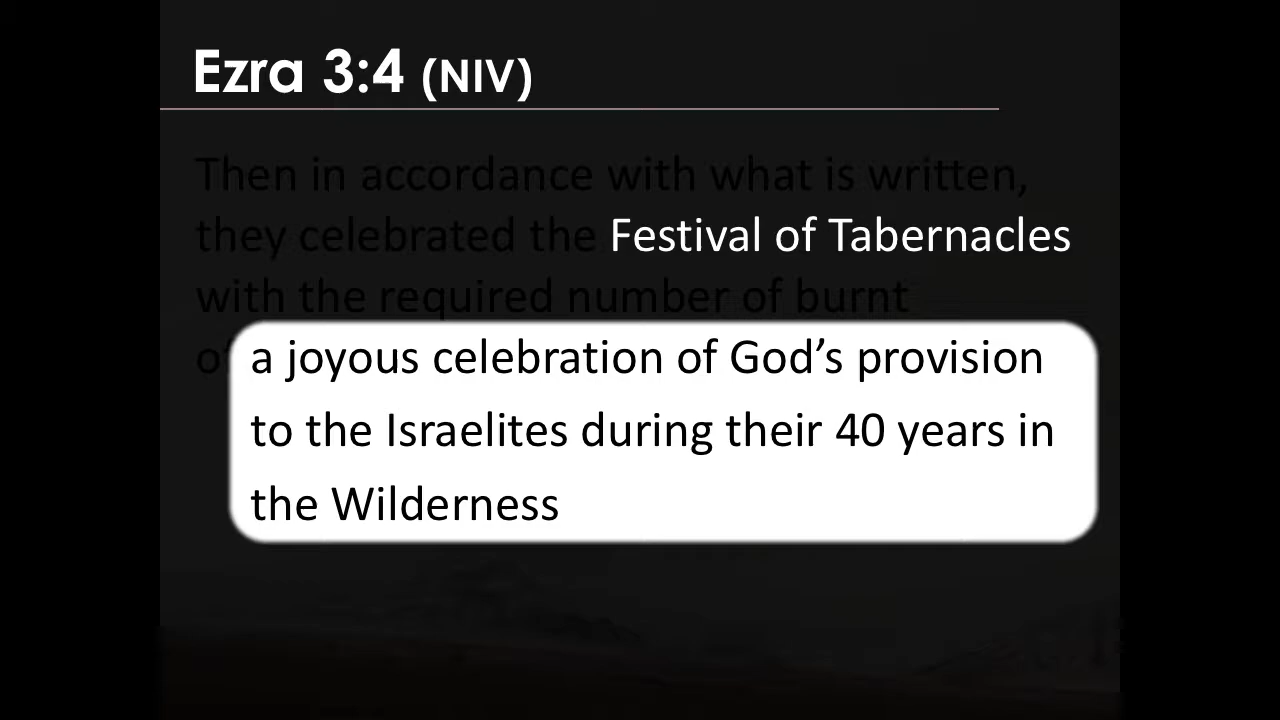 Ezra 3:4 (NIV)
Then in accordance with what is written,
they celebrated the Festival of Tabernacles
with the required number of burnt
a joyous celebration of God’s provision
to the Israelites during their 40 years in
the Wilderness